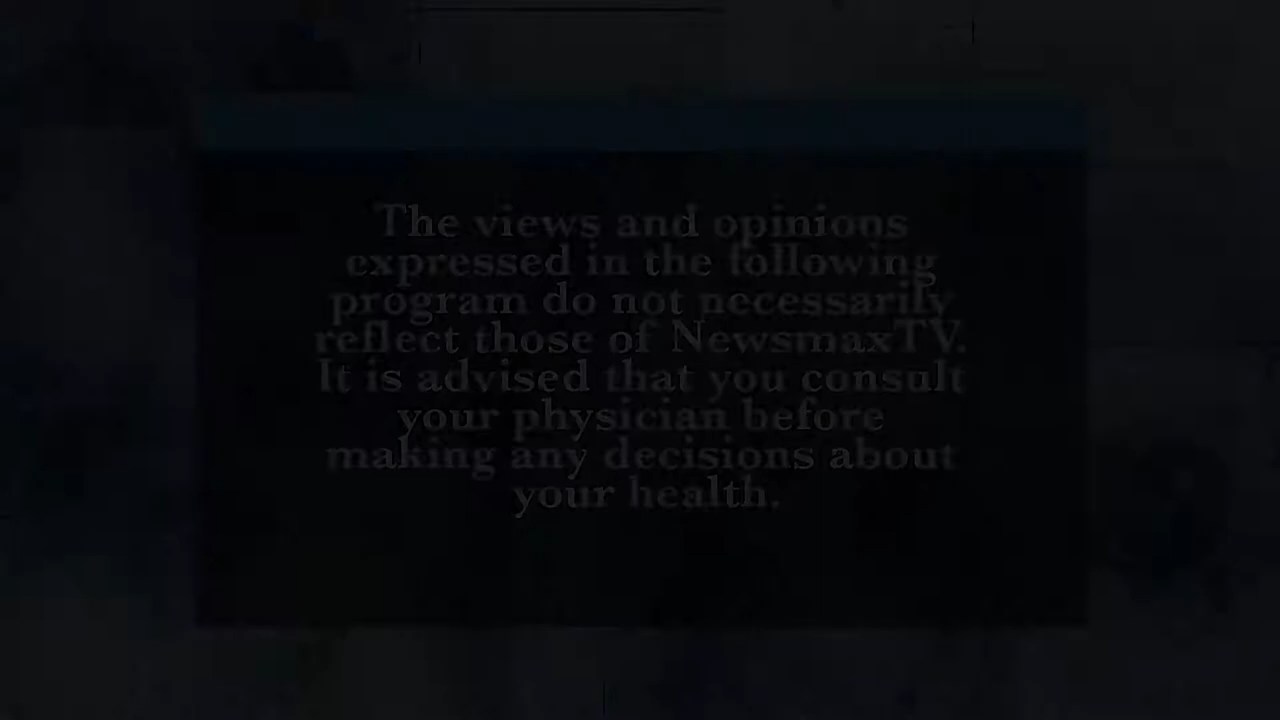 The views and opinions
expressed in the following
program do not necessarily
reflect those of NewsmaxTV.
It is advised that you consult
your physician before
making any decisions about
your health.